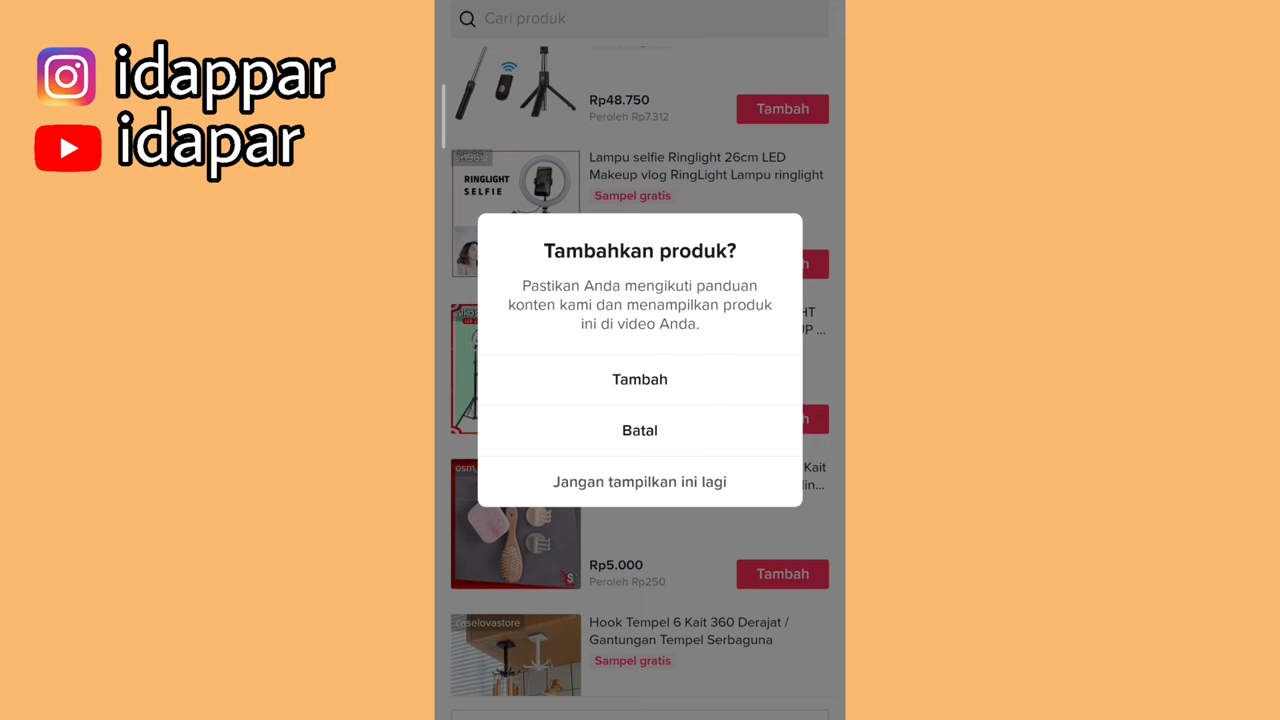 idappar
idapar
Cari produk
Rp48.750
Peroleh Rp7.312
Tambah
Lampu selfie Ringlight 26cm LED
Makeup vlog RingLight Lampu ringlight
Sampel gratis
RINGLIGHT
SELFIE
Tambahkan produk?
Pastikan Anda mengikuti panduan
konten kami dan menampilkan produk
ini di video Anda.
Tambah
Batal
Jangan tampilkan ini lagi
h
HT
UP ...
h
Kait
in...
Rp5.000
Peroleh Rp250
Tambah
caselovastore
Hook Tempel 6 Kait 360 Derajat /
Gantungan Tempel Serbaguna
Sampel gratis